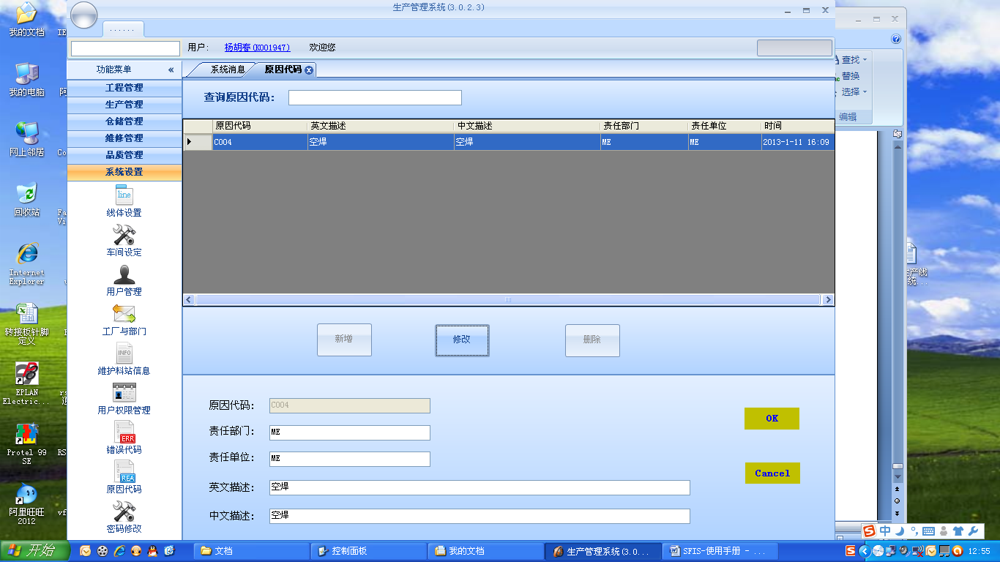 生产管理系统(3.0.2.3)
......
用户: 杨胡春(K001947) 欢迎您
功能菜单 «
工程管理
生产管理
仓储管理
维修管理
品质管理
系统设置
line
线体设置
车间设定
用户管理
工厂与部门
INFO
维护料站信息
用户权限管理
ERR
错误代码
REA
原因代码
密码修改
系统消息 原因代码
查询原因代码:
原因代码 英文描述 中文描述 责任部门 责任单位 时间
C004 空焊 空焊 ME ME 2013-1-11 16:09
新增 修改 删除
原因代码: C004
责任部门: ME
责任单位: ME
英文描述: 空焊
中文描述: 空焊
OK
Cancel
查找
替换
选择
编辑
我的文档
我的电脑
网上邻居
回收站
Internet
Explorer
转接板针脚
定义
EPLAN
Electric...
Protel 99
SE
阿里旺旺
2012
中
开始
文档
控制面板
我的文档
生产管理系统(3.0...
SFIS-使用手册 - ...
12:55